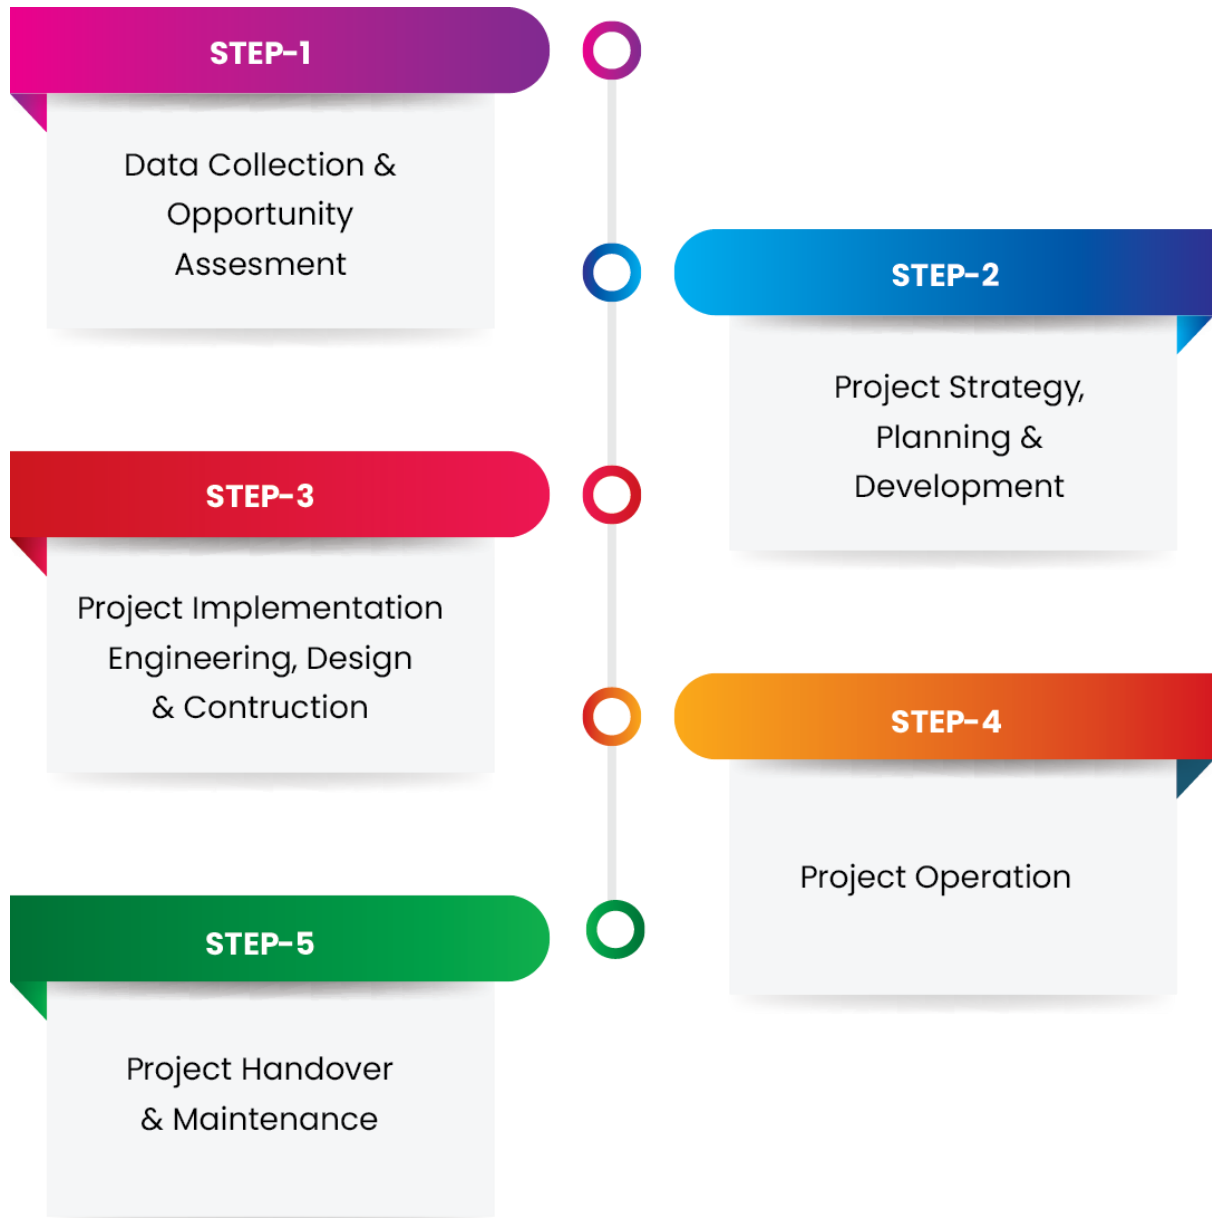 STEP-1
Data Collection &
Opportunity
Assesment
STEP-2
Project Strategy,
Planning &
Development
STEP-3
Project Implementation
Engineering, Design
& Contruction
STEP-4
Project Operation
STEP-5
Project Handover
& Maintenance